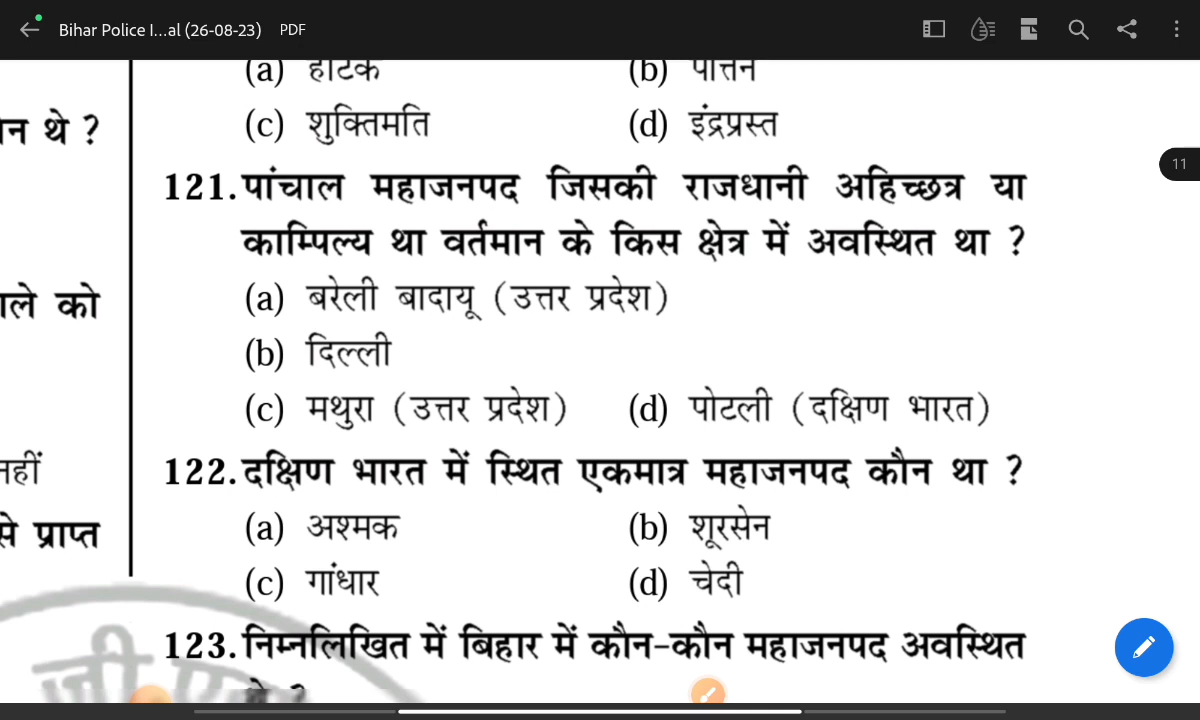 Bihar Police I...al (26-08-23) PDF
11
न थे ?
ाले को
नहीं
से प्राप्त
(a) हाटक (b) पोत्तन
(c) शुक्तिमति (d) इंद्रप्रस्त
121. पांचाल महाजनपद जिसकी राजधानी अहिच्छत्र या
काम्पिल्य था वर्तमान के किस क्षेत्र में अवस्थित था ?
(a) बरेली बादायू (उत्तर प्रदेश)
(b) दिल्ली
(c) मथुरा (उत्तर प्रदेश) (d) पोटली (दक्षिण भारत)
122. दक्षिण भारत में स्थित एकमात्र महाजनपद कौन था ?
(a) अश्मक (b) शूरसेन
(c) गांधार (d) चेदी
123. निम्नलिखित में बिहार में कौन-कौन महाजनपद अवस्थित